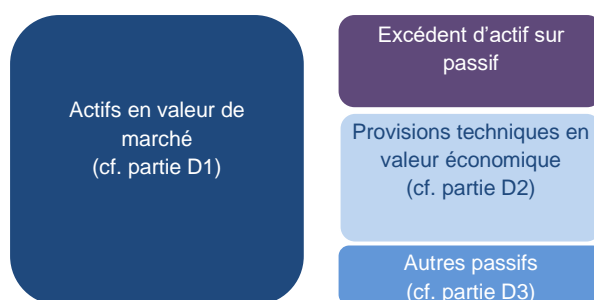 Actifs en valeur de
marché
(cf. partie D1)
Excédent d’actif sur
passif
Provisions techniques en
valeur économique
(cf. partie D2)
Autres passifs
(cf. partie D3)